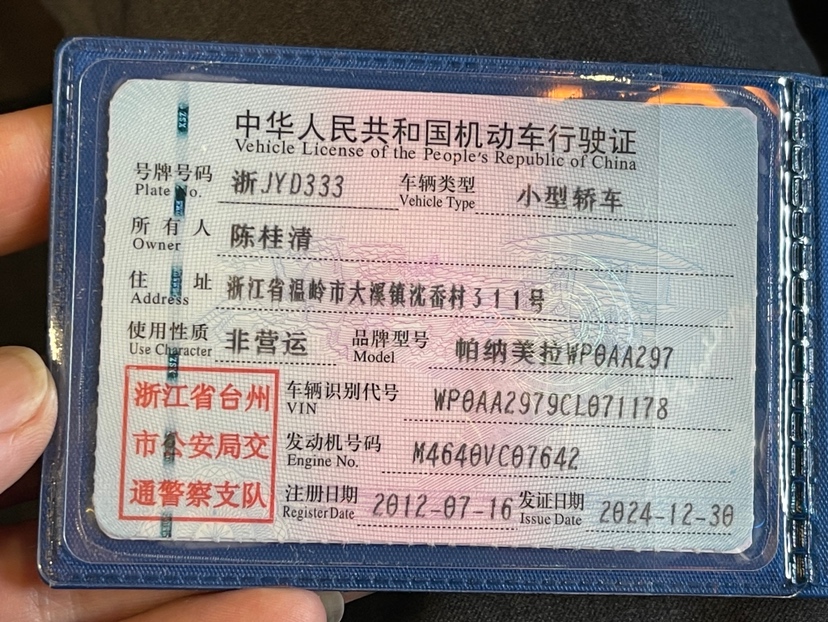 中华人民共和国机动车行驶证
Vehicle License of the People's Republic of China
号牌号码 浙JYD333 车辆类型 小型轿车
Plate No. Vehicle Type
所有人 陈桂清
Owner
住址 浙江省温岭市大溪镇沈岙村311号
Address
使用性质 非营运 品牌型号 帕纳美拉WP0AA297
Use Character Model
浙江省台州
市公安局交
通警察支队
车辆识别代号 WP0AA2979CL071178
VIN
发动机号码 M4640VC07642
Engine No.
注册日期 2012-07-16 发证日期 2024-12-30
Register Date Issue Date